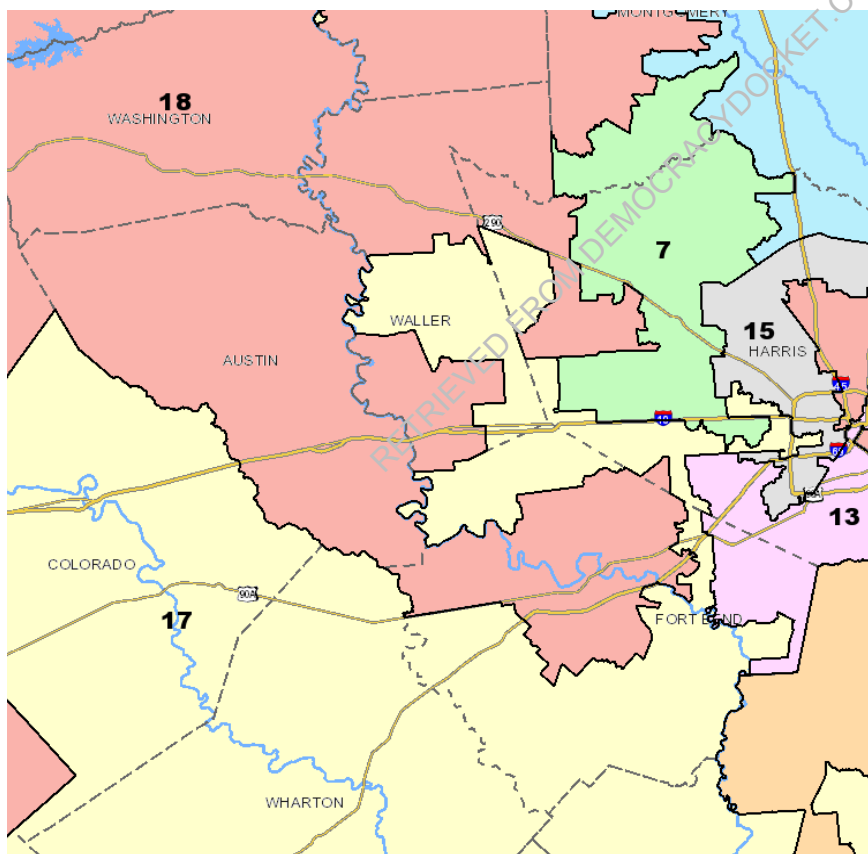 MONTGOMERY
RETRIEVED FROM DEMOCRACYDOCKET.C
18
WASHINGTON
290
7
WALLER
15
HARRIS
AUSTIN
45
10
69
13
COLORADO
90A
17
FORT BEND
WHARTON